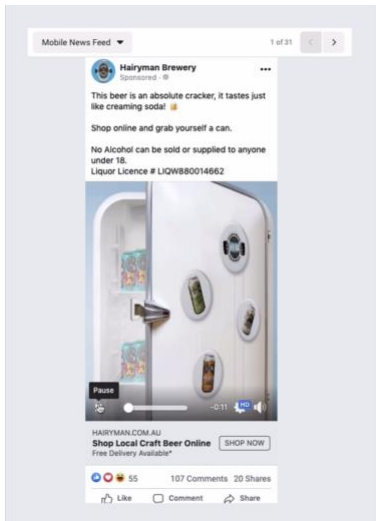 Mobile News Feed
1 of 31
Hairyman Brewery
Sponsored ·
This beer is an absolute cracker, it tastes just
like creaming soda!
Shop online and grab yourself a can.
No Alcohol can be sold or supplied to anyone
under 18.
Liquor Licence # LIQW880014662
Pause
-0:11
HD
HAIRYMAN.COM.AU
Shop Local Craft Beer Online
SHOP NOW
Free Delivery Available*
55
107 Comments 20 Shares
Like
Comment
Share